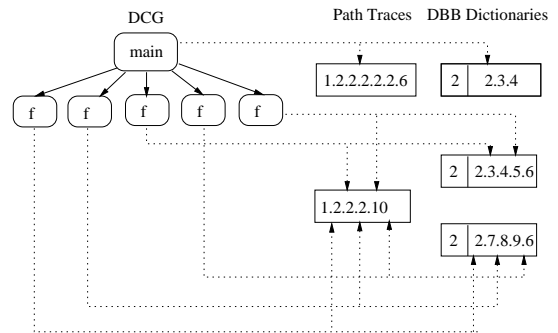 DCG Path Traces DBB Dictionaries
main
1.2.2.2.2.2.6 2 2.3.4
f f f f f
2 2.3.4.5.6
1.2.2.2.10
2 2.7.8.9.6